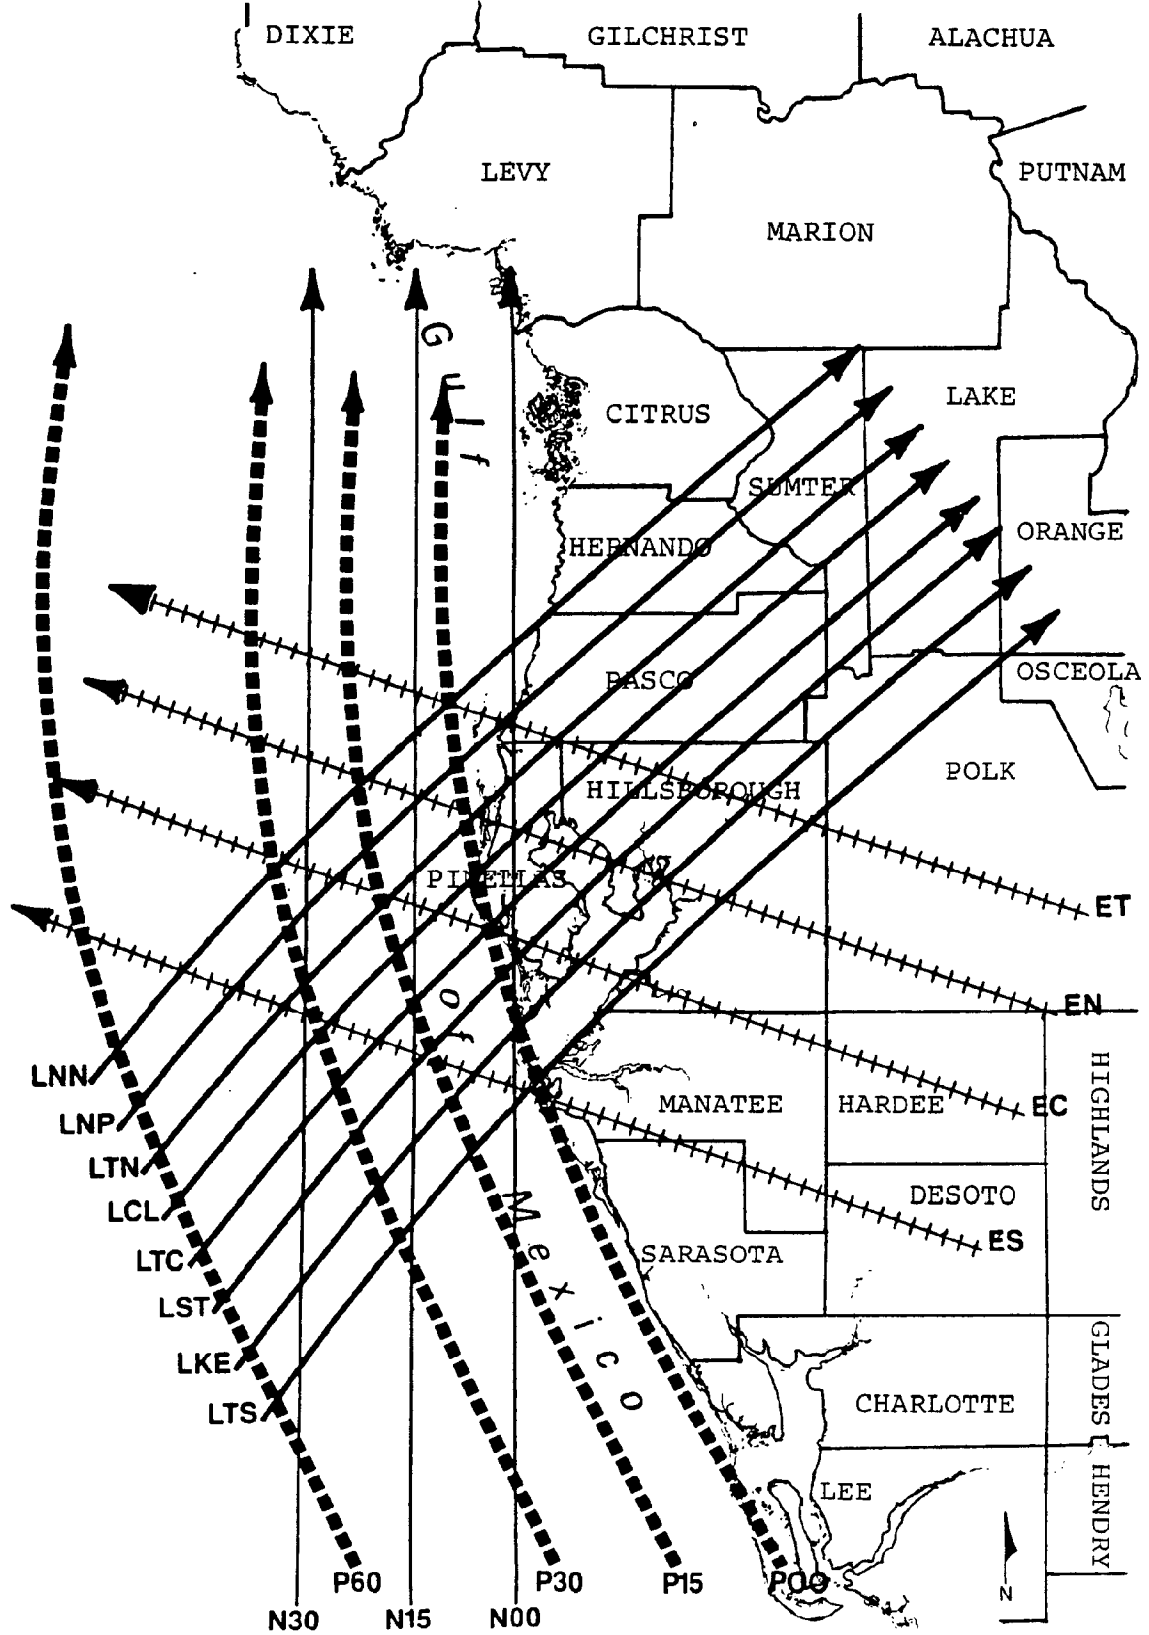 DIXIE
GILCHRIST
ALACHUA
LEVY
PUTNAM
MARION
Gulf
LAKE
CITRUS
SUMTER
ORANGE
HERNANDO
OSCEOLA
PASCO
POLK
HILLSBOROUGH
PINELLAS
ET
of
EN
LNN
MANATEE
HARDEE
EC
HIGHLANDS
LNP
LTN
DESOTO
LCL
Mexico
ES
SARASOTA
LTC
LST
GLADES
LKE
CHARLOTTE
LTS
LEE
HENDRY
P60
P30
P15
P00
N
N30
N15
N00